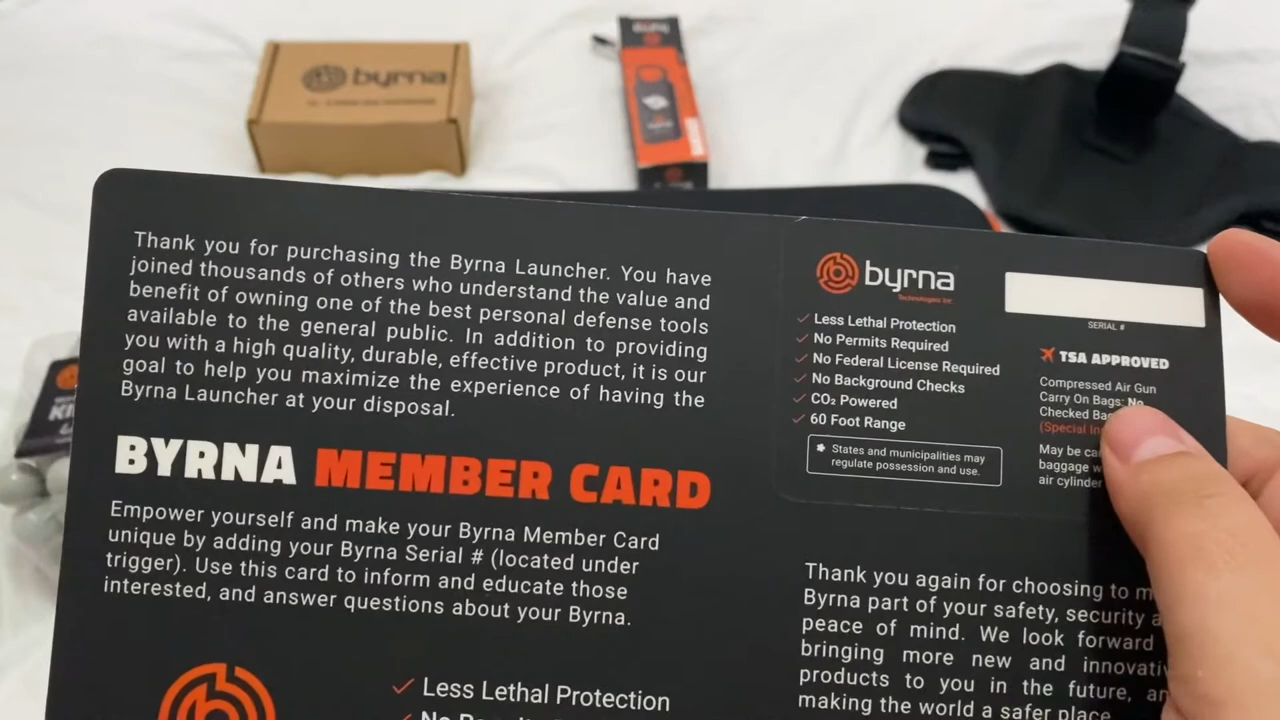 byrna
Thank you for purchasing the Byrna Launcher. You have
joined thousands of others who understand the value and
benefit of owning one of the best personal defense tools
available to the general public. In addition to providing
you with a high quality, durable, effective product, it is our
goal to help you maximize the experience of having the
Byrna Launcher at your disposal.
BYRNA MEMBER CARD
Empower yourself and make your Byrna Member Card
unique by adding your Byrna Serial # (located under
trigger). Use this card to inform and educate those
interested, and answer questions about your Byrna.
Less Lethal Protection
byrna
Technologies Inc.
Less Lethal Protection
No Permits Required
No Federal License Required
No Background Checks
CO₂ Powered
60 Foot Range
* States and municipalities may
regulate possession and use.
SERIAL #
TSA APPROVED
Compressed Air Gun
Carry On Bags: No
Checked
(Special
May be
baggage
air cylinder
Thank you again for choosing to
Byrna part of your safety, security
peace of mind. We look forward
bringing more new and
products to you in the future,
making the world a safer place